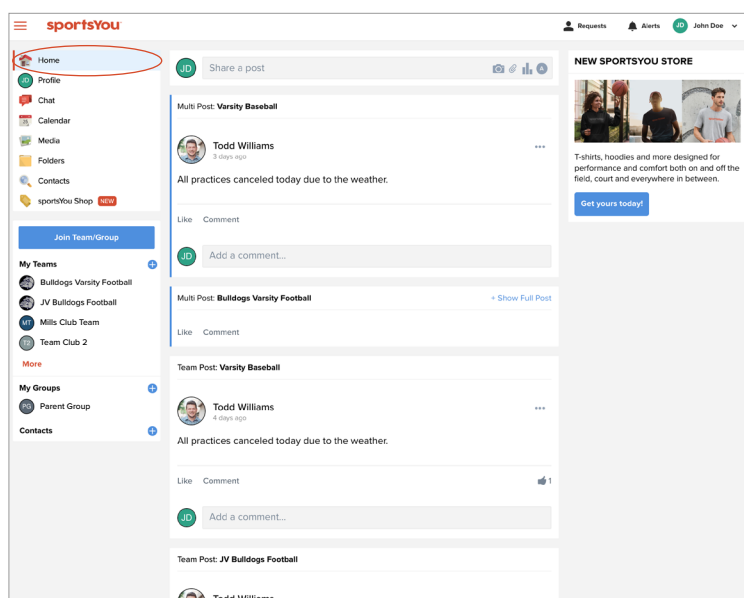 sportsYou
Requests
Alerts
JD
John Doe
Home
JD
Profile
Chat
Calendar
Media
Folders
Contacts
sportsYou Shop NEW
Join Team/Group
My Teams
Bulldogs Varsity Football
JV Bulldogs Football
MT
Mills Club Team
T2
Team Club 2
More
My Groups
PG
Parent Group
Contacts
JD
Share a post
A
Multi Post: Varsity Baseball
Todd Williams
3 days ago
All practices canceled today due to the weather.
Like Comment
JD
Add a comment...
Multi Post: Bulldogs Varsity Football
+ Show Full Post
Like Comment
Team Post: Varsity Baseball
Todd Williams
4 days ago
All practices canceled today due to the weather.
Like Comment
1
JD
Add a comment...
Team Post: JV Bulldogs Football
Todd Williams
NEW SPORTSYOU STORE
T-shirts, hoodies and more designed for
performance and comfort both on and off the
field, court and everywhere in between.
Get yours today!